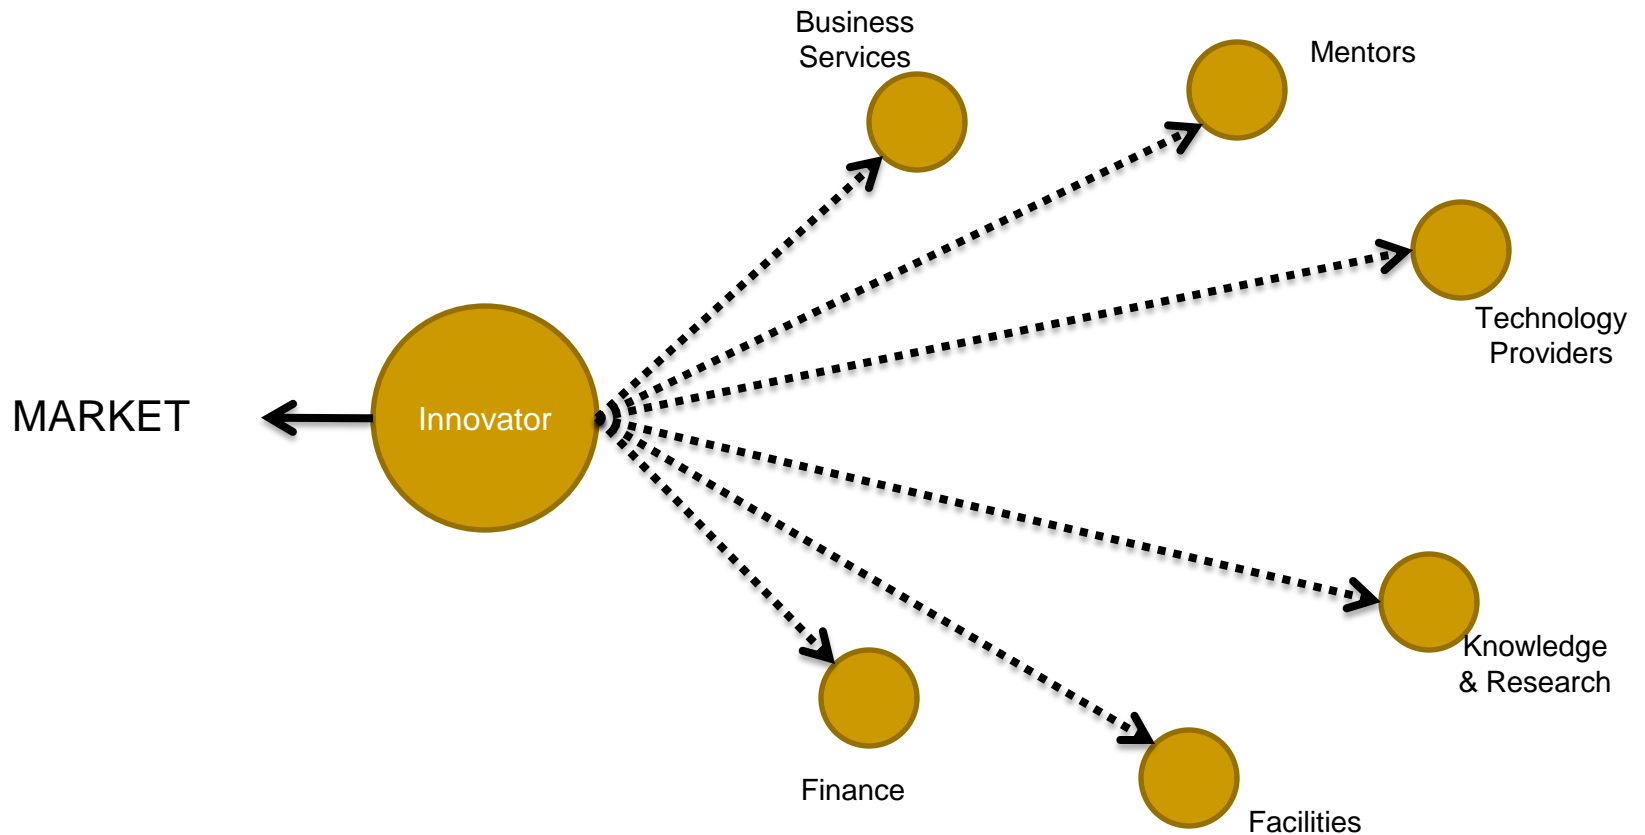 Business
Services
Mentors
Technology
Providers
MARKET
Innovator
Knowledge
& Research
Finance
Facilities